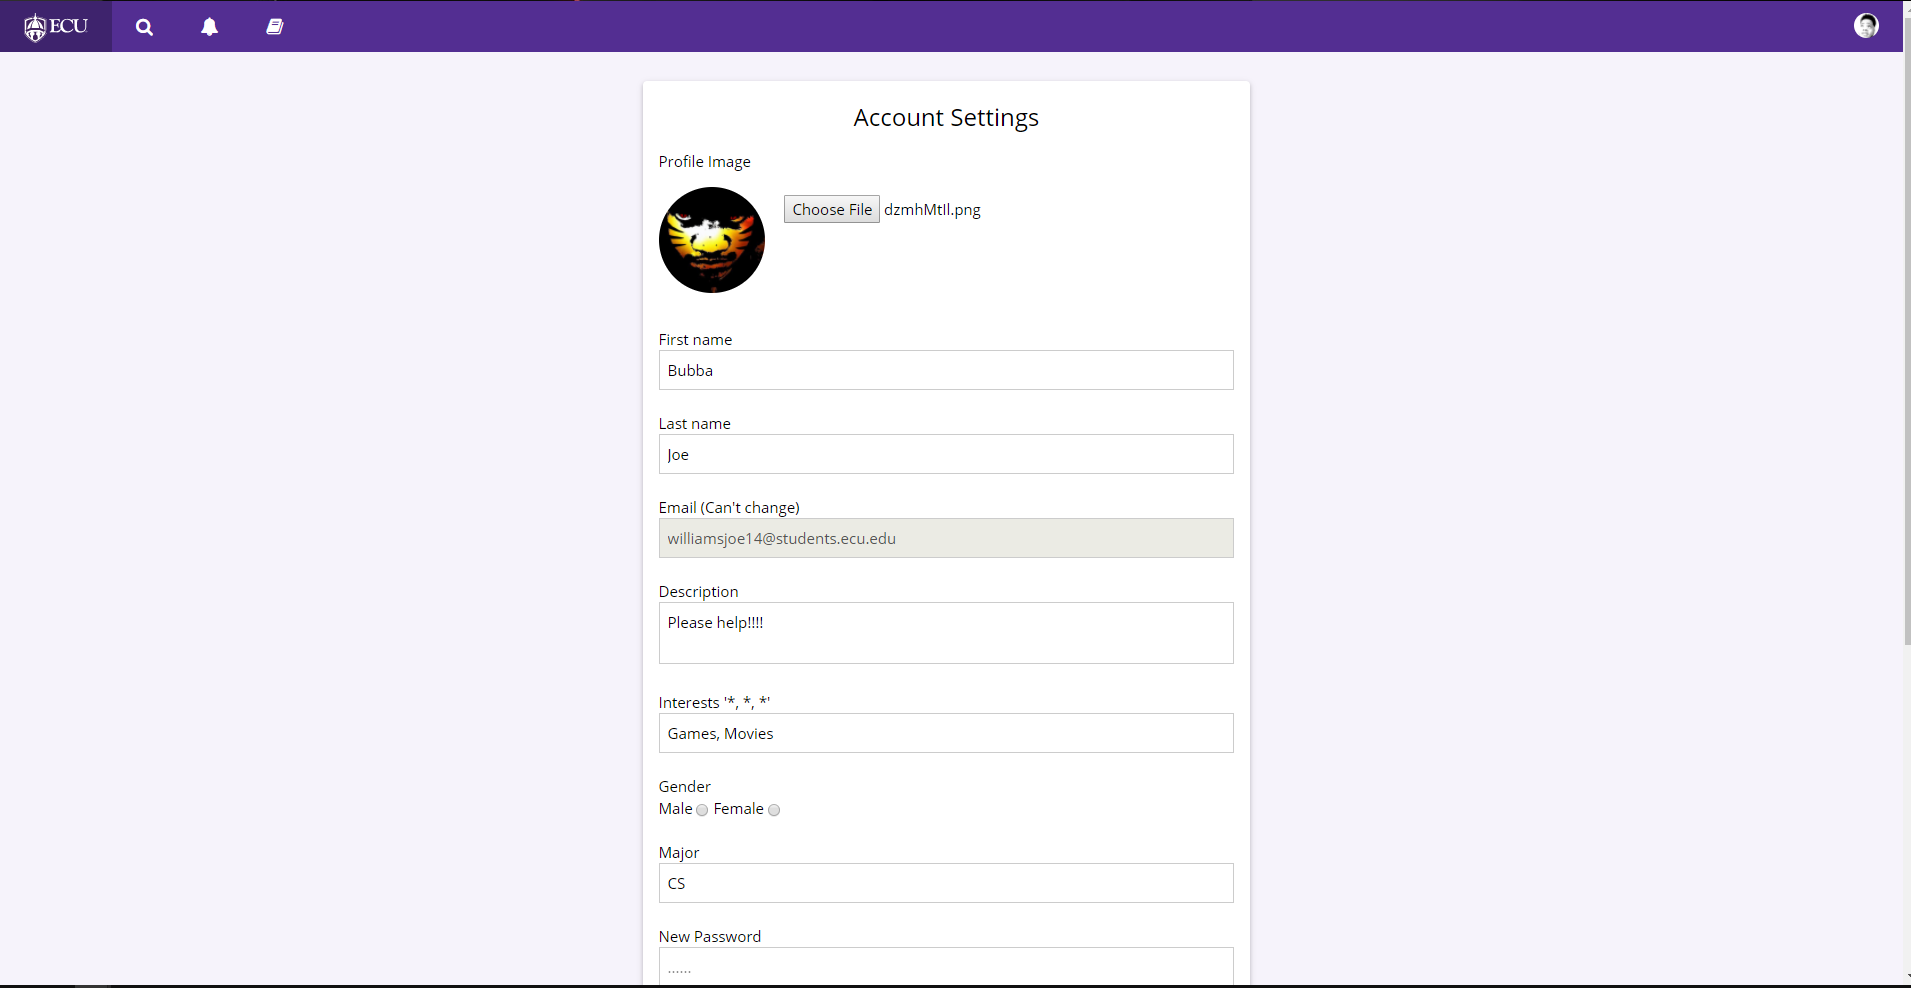 ECU
Account Settings
Profile Image
Choose File dzmhMtIl.png
First name
Bubba
Last name
Joe
Email (Can't change)
williamsjoe14@students.ecu.edu
Description
Please help!!!!
Interests '*, *, *'
Games, Movies
Gender
Male Female
Major
CS
New Password
......